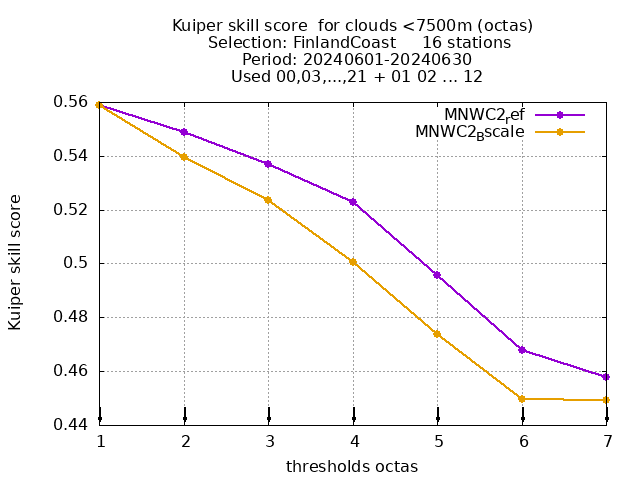 Kuiper skill score  for clouds <7500m (octas)
Selection: FinlandCoast     16 stations
Period: 20240601-20240630
Used 00,03,...,21 + 01 02 ... 12
MNWC2ref
MNWC2Bscale
0.56
0.54
0.52
0.5
0.48
0.46
0.44
Kuiper skill score
1 2 3 4 5 6 7
thresholds octas